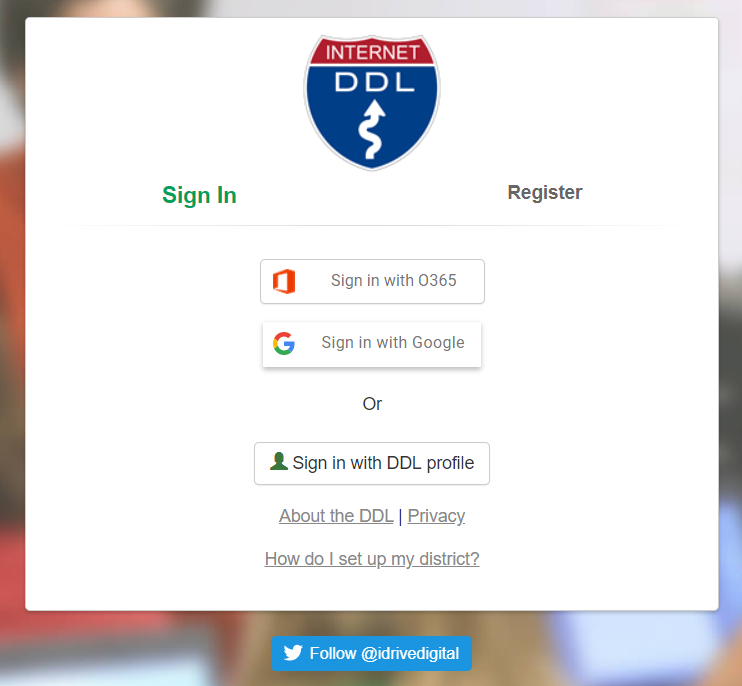 INTERNET
DDL
Sign In
Register
Sign in with O365
Sign in with Google
Or
Sign in with DDL profile
About the DDL | Privacy
How do I set up my district?
Follow @idrivedigital